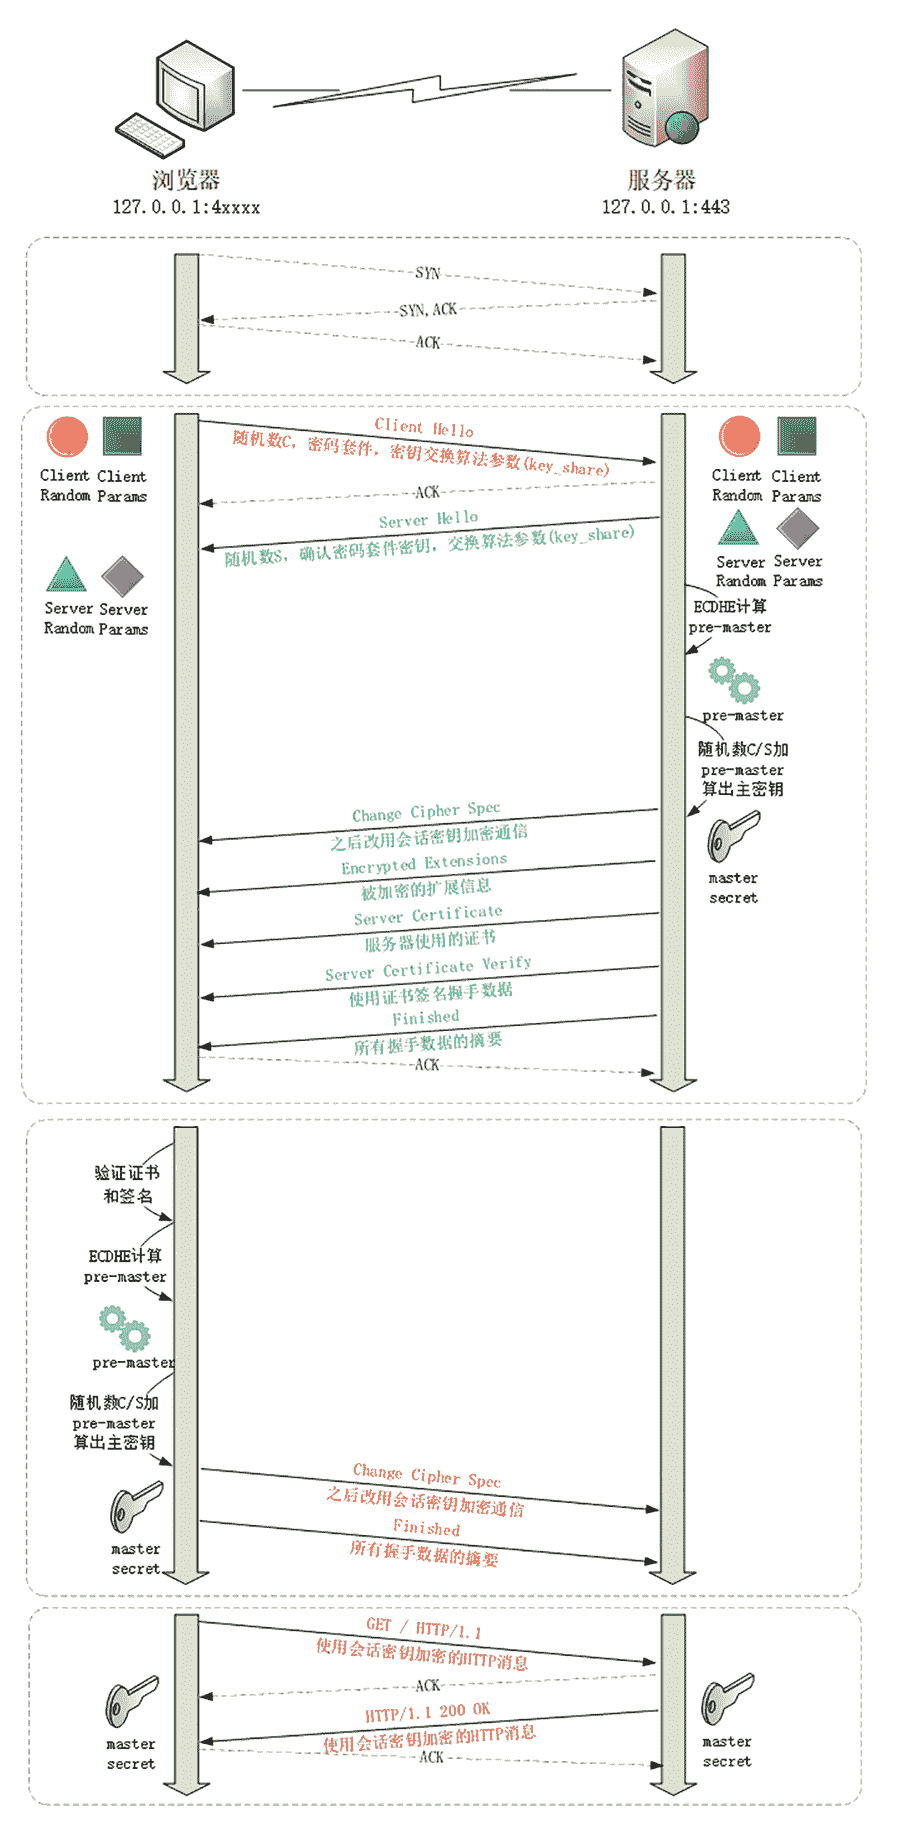 浏览器
127.0.0.1:4xxxx
服务器
127.0.0.1:443
SYN
SYN,ACK
ACK
Client Random
Client Params
Client Hello
随机数C, 密码套件, 密钥交换算法参数(key_share)
Client Random
Client Params
ACK
Server Hello
随机数S, 确认密码套件密钥, 交换算法参数(key_share)
Server Random
Server Params
Server Random
Server Params
ECDHE计算
pre-master
pre-master
随机数C/S加
pre-master
算出主密钥
master
secret
Change Cipher Spec
之后改用会话密钥加密通信
Encrypted Extensions
被加密的扩展信息
Server Certificate
服务器使用的证书
Server Certificate Verify
使用证书签名握手数据
Finished
所有握手数据的摘要
ACK
验证证书
和签名
ECDHE计算
pre-master
pre-master
随机数C/S加
pre-master
算出主密钥
master
secret
Change Cipher Spec
之后改用会话密钥加密通信
Finished
所有握手数据的摘要
GET / HTTP/1.1
使用会话密钥加密的HTTP消息
ACK
HTTP/1.1 200 OK
使用会话密钥加密的HTTP消息
ACK
master
secret
master
secret